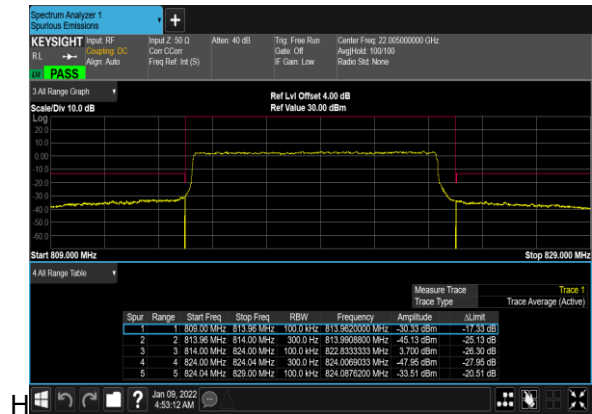 Spectrum Analyzer 1
Spurious Emissions
KEYSIGHT Input: RF Input Z: 50 Ω Atten: 40 dB Trig: Free Run Center Freq: 22.005000000 GHz
RL Coupling: DC Corr CCorr Gate: Off Avg|Hold: 100/100
Align: Auto Freq Ref: Int (S) IF Gain: Low Radio Std: None
PASS
3 All Range Graph
Ref Lvl Offset 4.00 dB
Scale/Div 10.0 dB Ref Value 30.00 dBm
Log
20.0
10.0
0.00
-10.0
-20.0
-30.0
-40.0
-50.0
-60.0
Start 809.000 MHz Stop 829.000 MHz
4 All Range Table
Measure Trace Trace 1
Trace Type Trace Average (Active)
Spur Range Start Freq Stop Freq RBW Frequency Amplitude ΔLimit
1 1 809.00 MHz 813.96 MHz 100.0 kHz 813.9620000 MHz -30.33 dBm -17.33 dB
2 2 813.96 MHz 814.00 MHz 300.0 Hz 813.9908800 MHz -45.13 dBm -25.13 dB
3 3 814.00 MHz 824.00 MHz 100.0 kHz 822.8333333 MHz 3.700 dBm -26.30 dB
4 4 824.00 MHz 824.04 MHz 300.0 Hz 824.0069033 MHz -47.95 dBm -27.95 dB
5 5 824.04 MHz 829.00 MHz 100.0 kHz 824.0876200 MHz -33.51 dBm -20.51 dB
H
? Jan 09, 2022
4:53:12 AM